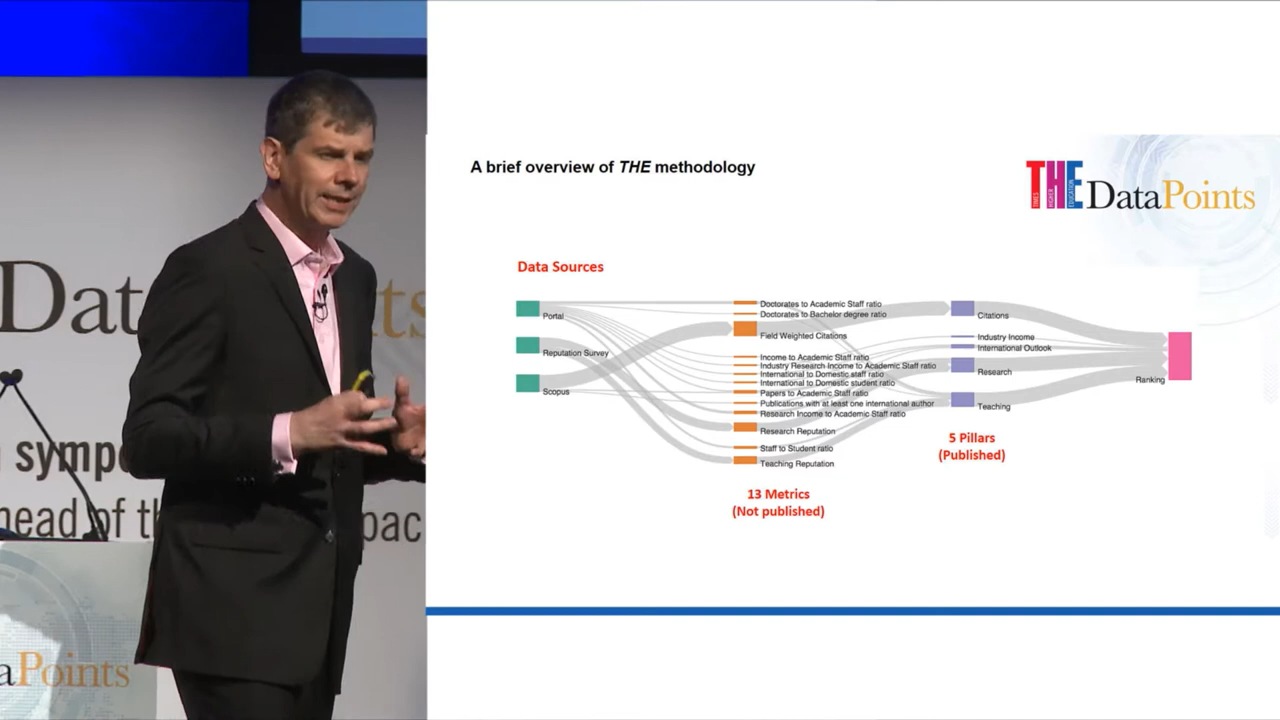 Dat
ts
symp
head of th
pac
aPoints
A brief overview of THE methodology
THE
TIMES
HIGHER
EDUCATION
DataPoints
Data Sources
Portal
Reputation Survey
Scopus
Doctorates to Academic Staff ratio
Doctorates to Bachelor degree ratio
Field Weighted Citations
Income to Academic Staff ratio
Industry Research Income to Academic Staff ratio
International to Domestic staff ratio
International to Domestic student ratio
Papers to Academic Staff ratio
Publications with at least one international author
Research Income to Academic Staff ratio
Research Reputation
Staff to Student ratio
Teaching Reputation
13 Metrics
(Not published)
Citations
Industry Income
International Outlook
Research
Teaching
5 Pillars
(Published)
Ranking